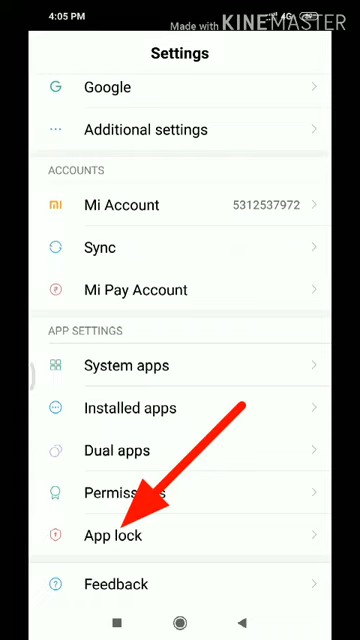 4:05 PM
4G
Made with KINEMASTER
Settings
Google
Additional settings
ACCOUNTS
Mi Account 5312537972
Sync
Mi Pay Account
APP SETTINGS
System apps
Installed apps
Dual apps
App lock
Feedback